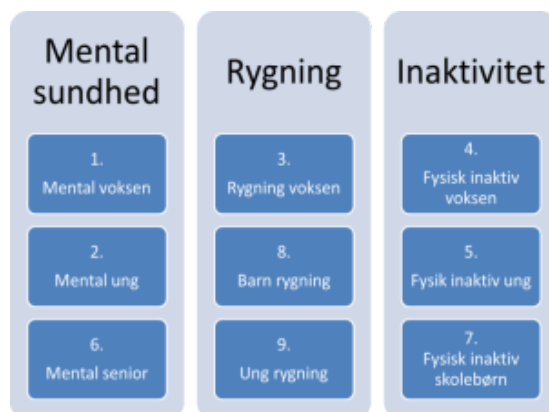 Mental
sundhed
1.
Mental voksen
2.
Mental ung
6.
Mental senior
Rygning
3.
Rygning voksen
8.
Barn rygning
9.
Ung rygning
Inaktivitet
4.
Fysisk inaktiv
voksen
5.
Fysik inaktiv ung
7.
Fysisk inaktiv
skolebørn